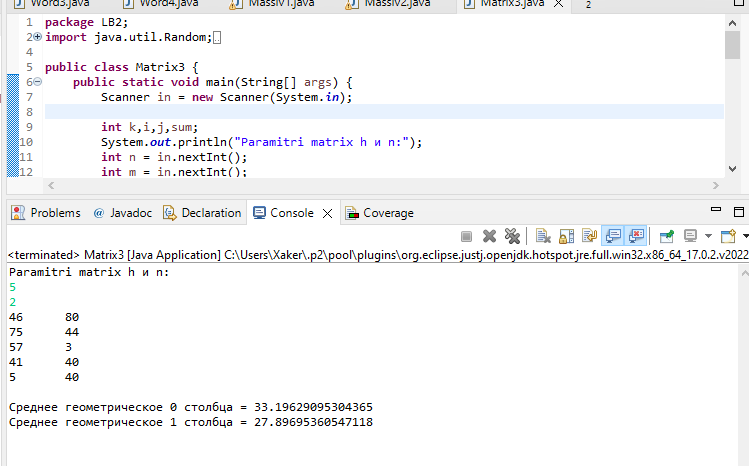 Word3.java Word4.java Massiv1.java Massiv2.java Matrix3.java 2
1 package LB2;
2 import java.util.Random;
4
5 public class Matrix3 {
6 public static void main(String[] args) {
7 Scanner in = new Scanner(System.in);
8
9 int k,i,j,sum;
10 System.out.println("Paramitri matrix h и n:");
11 int n = in.nextInt();
12 int m = in.nextInt();
Problems @ Javadoc Declaration Console Coverage
<terminated> Matrix3 [Java Application] C:\Users\Xaker\.p2\pool\plugins\org.eclipse.justj.openjdk.hotspot.jre.full.win32.x86_64_17.0.2.v2022
Paramitri matrix h и n:
5
2
46 80
75 44
57 3
41 40
5 40
Среднее геометрическое 0 столбца = 33.19629095304365
Среднее геометрическое 1 столбца = 27.89695360547118